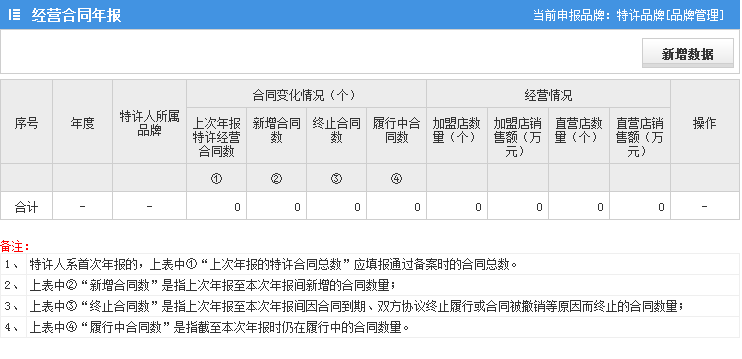 经营合同年报
当前申报品牌：特许品牌[品牌管理]
新增数据
序号 年度 特许人所属品牌 合同变化情况（个） 经营情况 操作
上次年报特许经营合同数 新增合同数 终止合同数 履行中合同数 加盟店数量（个） 加盟店销售额（万元） 直营店数量（个） 直营店销售额（万元）
① ② ③ ④
合计 - - 0 0 0 0 0 0 0 0 -
备注：
1、 特许人系首次年报的，上表中①“上次年报的特许合同总数”应填报通过备案时的合同总数。
2、 上表中②“新增合同数”是指上次年报至本次年报间新增的合同数量；
3、 上表中③“终止合同数”是指上次年报至本次年报间因合同到期、双方协议终止履行或合同被撤销等原因而终止的合同数量；
4、 上表中④“履行中合同数”是指截至本次年报时仍在履行中的合同数量。